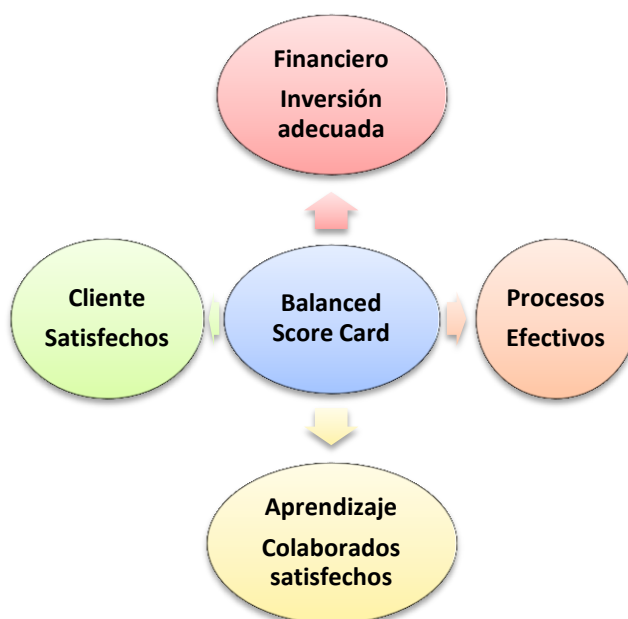 Financiero
Inversión
adecuada
Cliente
Satisfechos
Balanced
Score Card
Procesos
Efectivos
Aprendizaje
Colaborados
satisfechos